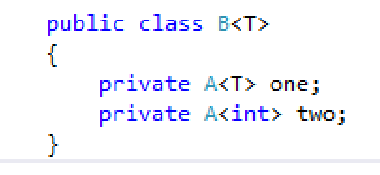 public class B<T>
{
    private A<T> one;
    private A<int> two;
}